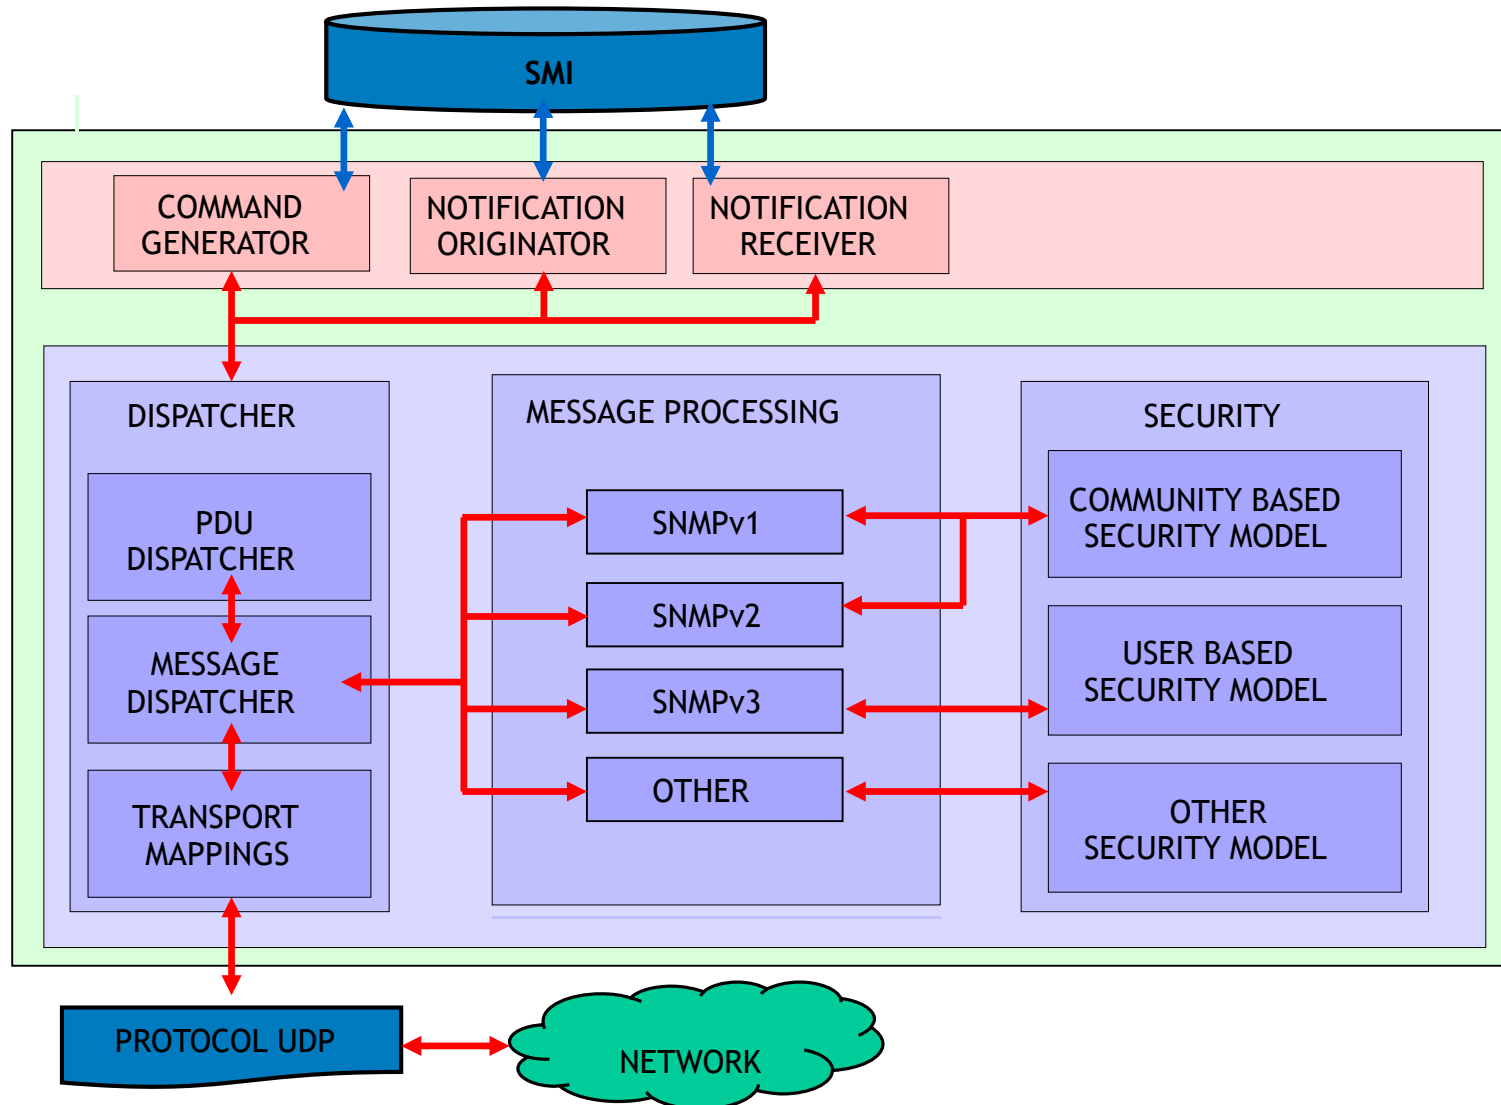 SMI
COMMAND
GENERATOR
NOTIFICATION
ORIGINATOR
NOTIFICATION
RECEIVER
DISPATCHER
PDU
DISPATCHER
MESSAGE
DISPATCHER
TRANSPORT
MAPPINGS
MESSAGE PROCESSING
SNMPv1
SNMPv2
SNMPv3
OTHER
SECURITY
COMMUNITY BASED
SECURITY MODEL
USER BASED
SECURITY MODEL
OTHER
SECURITY MODEL
PROTOCOL UDP
NETWORK